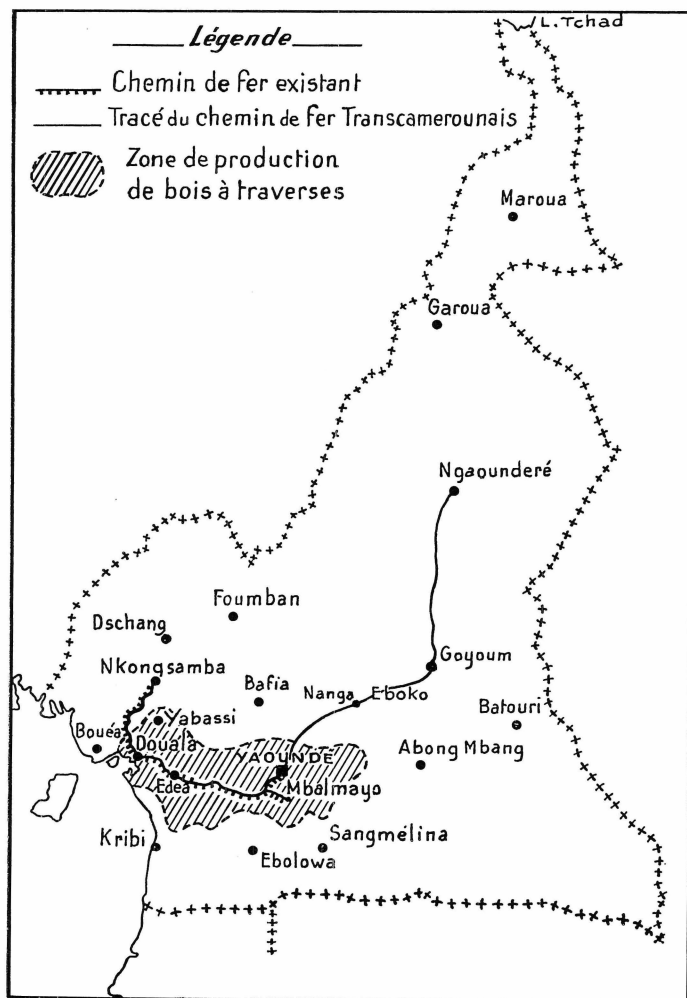 Légende
Chemin de fer existant
Tracé du chemin de fer Transcamerounais
Zone de production
de bois à traverses
L. Tchad
Maroua
Garoua
Ngaounderé
Foumban
Dschang
Goyoum
Nkongsamba
Bafia
Nanga Eboko
Batouri
Yabassi
Bouéa
Douala
YAOUNDE
Abong Mbang
Edéa
Mbalmayo
Kribi
Sangmélina
Ebolowa